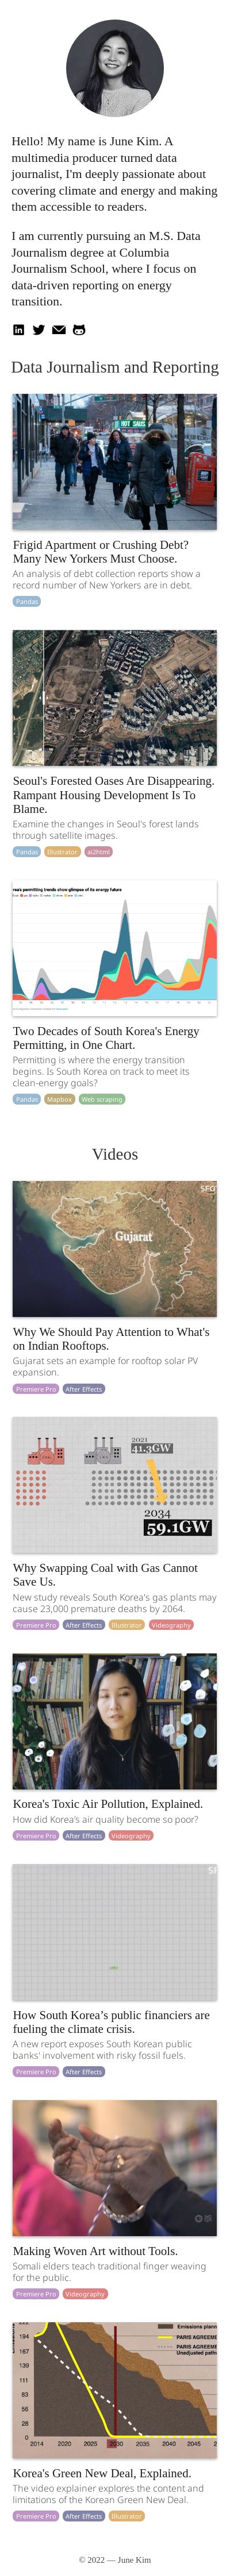 Hello! My name is June Kim. A
multimedia producer turned data
journalist, I'm deeply passionate about
covering climate and energy and making
them accessible to readers.
I am currently pursuing an M.S. Data
Journalism degree at Columbia
Journalism School, where I focus on
data-driven reporting on energy
transition.
Data Journalism and Reporting
HOT SADS
Frigid Apartment or Crushing Debt?
Many New Yorkers Must Choose.
An analysis of debt collection reports show a
record number of New Yorkers are in debt.
Pandas
Seoul's Forested Oases Are Disappearing.
Rampant Housing Development Is To
Blame.
Examine the changes in Seoul's forest lands
through satellite images.
Pandas Illustrator ai2html
reas permitting trends show glimpse of its energy future
Two Decades of South Korea's Energy
Permitting, in One Chart.
Permitting is where the energy transition
begins. Is South Korea on track to meet its
clean-energy goals?
Pandas Mapbox Web scraping
Videos
Gujarat
Why We Should Pay Attention to What's
on Indian Rooftops.
Gujarat sets an example for rooftop solar PV
expansion.
Premiere Pro After Effects
2021
41.3GW
2034
59.1GW
Why Swapping Coal with Gas Cannot
Save Us.
New study reveals South Korea's gas plants may
cause 23,000 premature deaths by 2064.
Premiere Pro After Effects Illustrator Videography
Korea's Toxic Air Pollution, Explained.
How did Korea’s air quality become so poor?
Premiere Pro After Effects Videography
How South Korea’s public financiers are
fueling the climate crisis.
A new report exposes South Korean public
banks' involvement with risky fossil fuels.
Premiere Pro After Effects
Making Woven Art without Tools.
Somali elders teach traditional finger weaving
for the public.
Premiere Pro Videography
Emissions plann
PARIS AGREEME
PARIS AGREEME
Unadjusted path
194
167
139
111
83
56
28
0
2014 2020 2025 2030 2035 2040 2045
Korea's Green New Deal, Explained.
The video explainer explores the content and
limitations of the Korean Green New Deal.
Premiere Pro After Effects Illustrator
© 2022 — June Kim